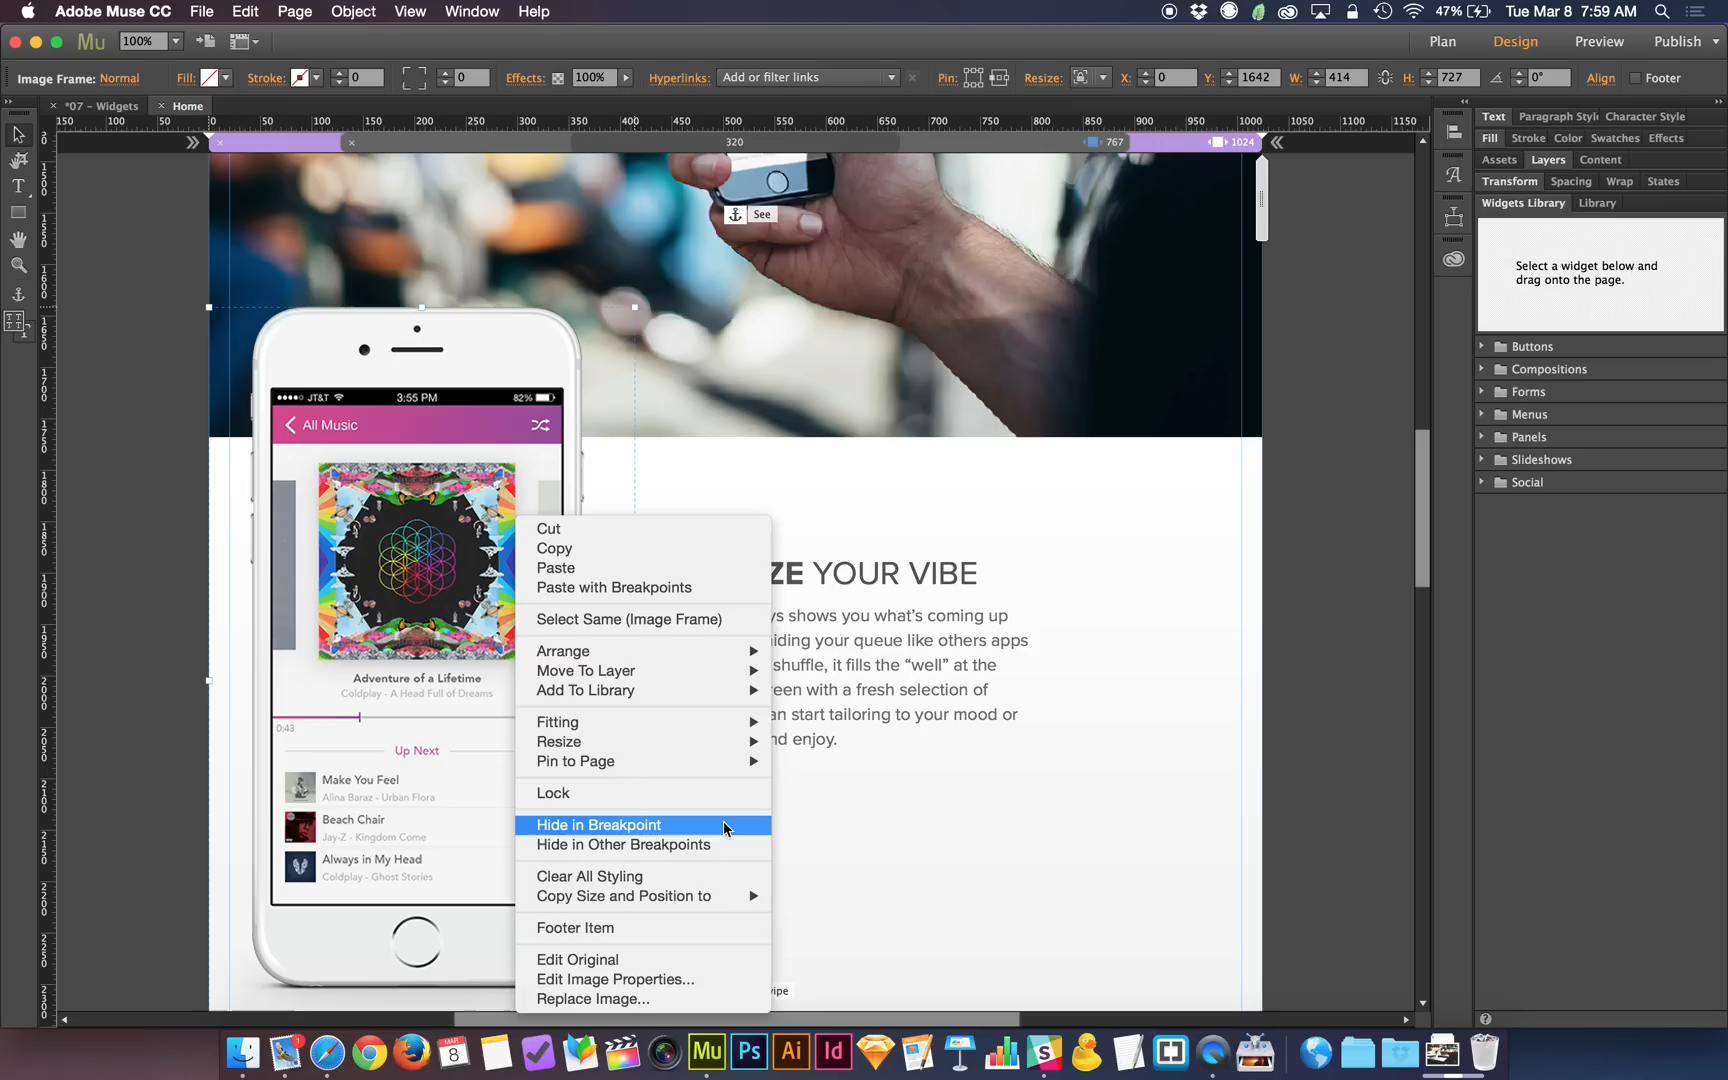 Adobe Muse CC File Edit Page Object View Window Help 47% Tue Mar 8 7:59 AM
Mu 100% Plan Design Preview Publish
Image Frame: Normal Fill: Stroke: 0 0 Effects: 100% Hyperlinks: Add or filter links Pin: Resize: X: 0 Y: 1642 W: 414 H: 727 0° Align Footer
*07 - Widgets Home
150 100 50 0 50 100 150 200 250 300 350 400 450 500 550 600 650 700 750 800 850 900 950 1000 1050 1100 1150
320 767 1024
Text Paragraph Styl Character Style
Fill Stroke Color Swatches Effects
Assets Layers Content
Transform Spacing Wrap States
Widgets Library Library
Select a widget below and
drag onto the page.
Buttons
Compositions
Forms
Menus
Panels
Slideshows
Social
See
JT&T 3:55 PM 82%
All Music
Adventure of a Lifetime
Coldplay - A Head Full of Dreams
0:43
Up Next
Make You Feel
Alina Baraz - Urban Flora
Beach Chair
Jay-Z - Kingdom Come
Always in My Head
Coldplay - Ghost Stories
Cut
Copy
Paste
Paste with Breakpoints
Select Same (Image Frame)
Arrange
Move To Layer
Add To Library
Fitting
Resize
Pin to Page
Lock
Hide in Breakpoint
Hide in Other Breakpoints
Clear All Styling
Copy Size and Position to
Footer Item
Edit Original
Edit Image Properties...
Replace Image...
ZE YOUR VIBE
ys shows you what's coming up
iding your queue like others apps
shuffle, it fills the “well” at the
een with a fresh selection of
an start tailoring to your mood or
nd enjoy.
vipe
Mu Ps Ai Id
MAR
8
1